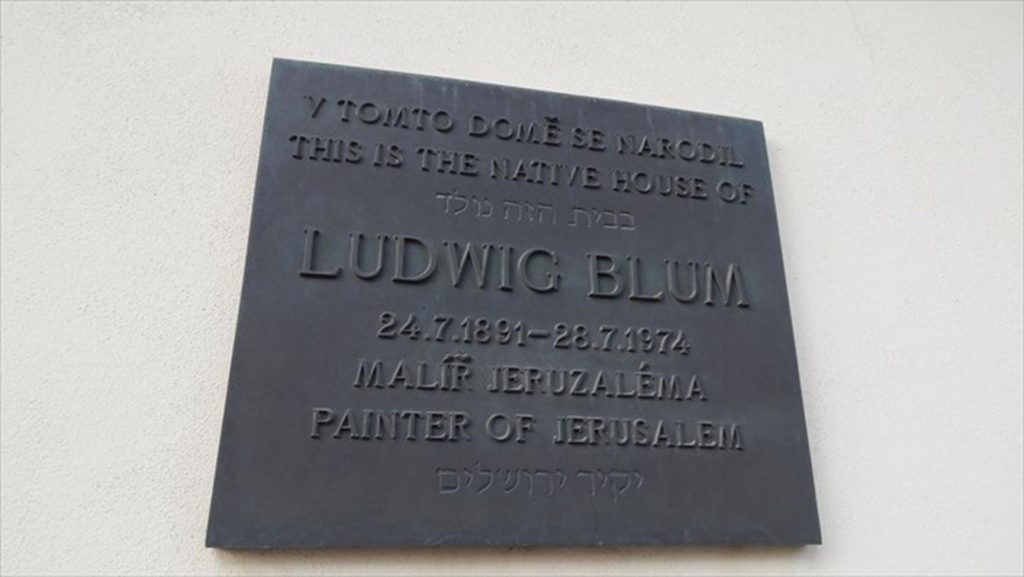 V TOMTO DOMĚ SE NARODIL
THIS IS THE NATIVE HOUSE OF
בבית הזה נולד
LUDWIG BLUM
24.7.1891–28.7.1974
MALÍŘ JERUZALÉMA
PAINTER OF JERUSALEM
יקיר ירושלים